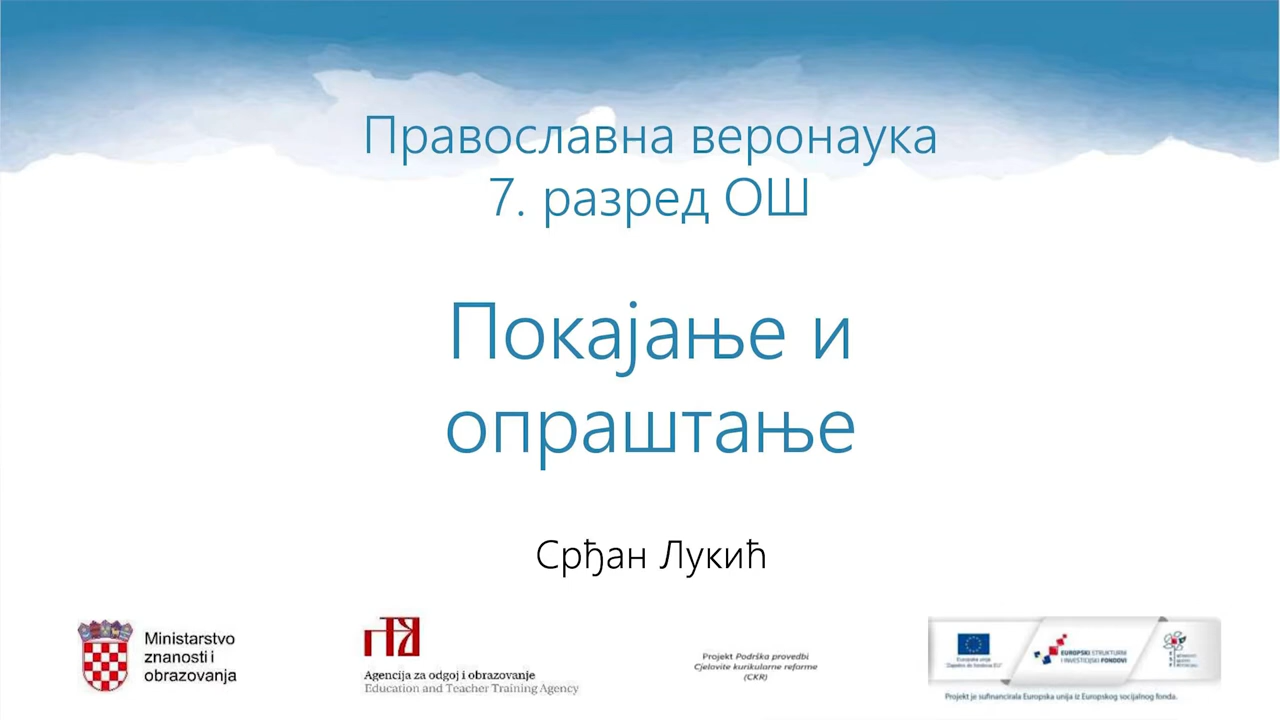 Православна веронаука
7. разред ОШ
Покајање и
опраштање
Срђан Лукић
Ministarstvo
znanosti i
obrazovanja
Agencija za odgoj i obrazovanje
Education and Teacher Training Agency
Projekt Podrška provedbi
Cjelovite kurikularne reforme
(CKR)
Europska unija
EUROPSKI STRUKTURNI
I INVESTICIJSKI FONDOVI
Projekt je sufinancirala Europska unija iz Europskog socijalnog fonda.